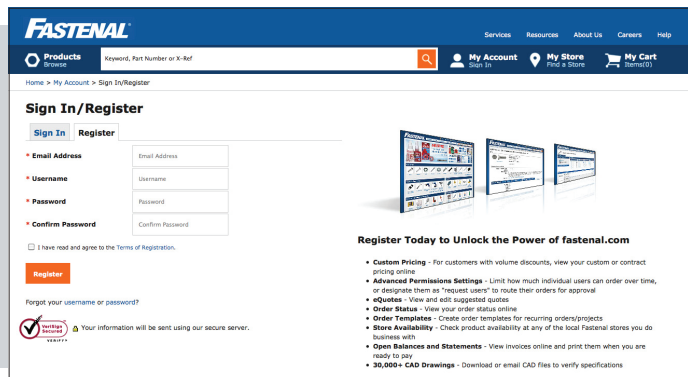 FASTENAL®
Services Resources About Us Careers Help
Products
Browse
Keyword, Part Number or X-Ref
My Account
Sign In
My Store
Find a Store
My Cart
Items(0)
Home > My Account > Sign In/Register
Sign In/Register
Sign In Register
* Email Address Email Address
* Username Username
* Password Password
* Confirm Password Confirm Password
I have read and agree to the Terms of Registration.
Register
Forgot your username or password?
VeriSign
Secured
VERIFY
Your information will be sent using our secure server.
Register Today to Unlock the Power of fastenal.com
• Custom Pricing - For customers with volume discounts, view your custom or contract
pricing online
• Advanced Permissions Settings - Limit how much individual users can order over time,
or designate them as "request users" to route their orders for approval
• eQuotes - View and edit suggested quotes
• Order Status - View your order status online
• Order Templates - Create order templates for recurring orders/projects
• Store Availability - Check product availability at any of the local Fastenal stores you do
business with
• Open Balances and Statements - View invoices online and print them when you are
ready to pay
• 30,000+ CAD Drawings - Download or email CAD files to verify specifications